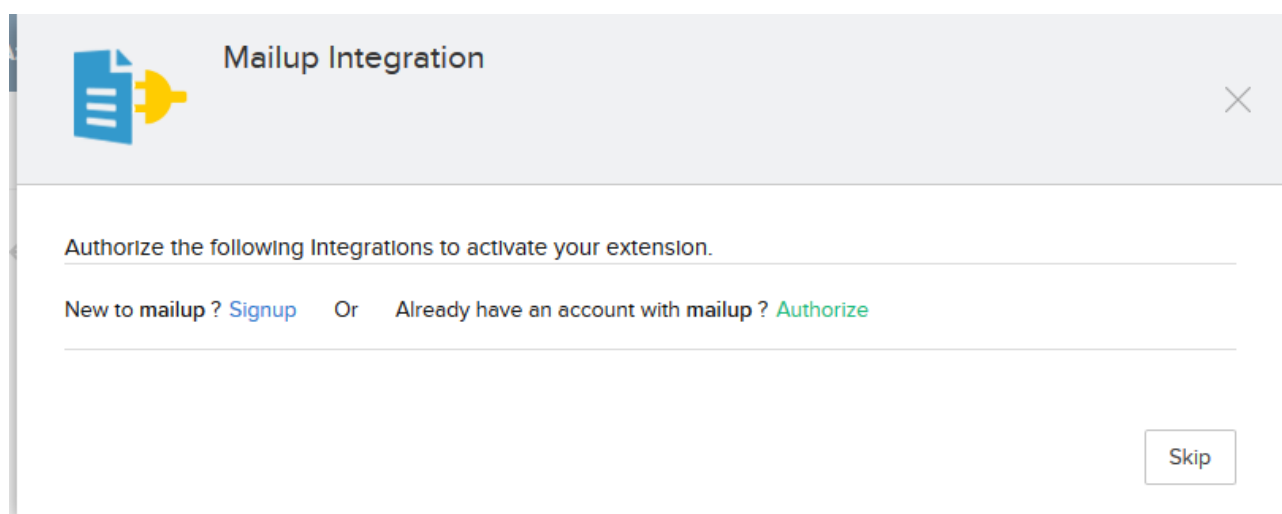 Mailup Integration
Authorize the following Integrations to activate your extension.
New to mailup ? Signup Or Already have an account with mailup ? Authorize
Skip